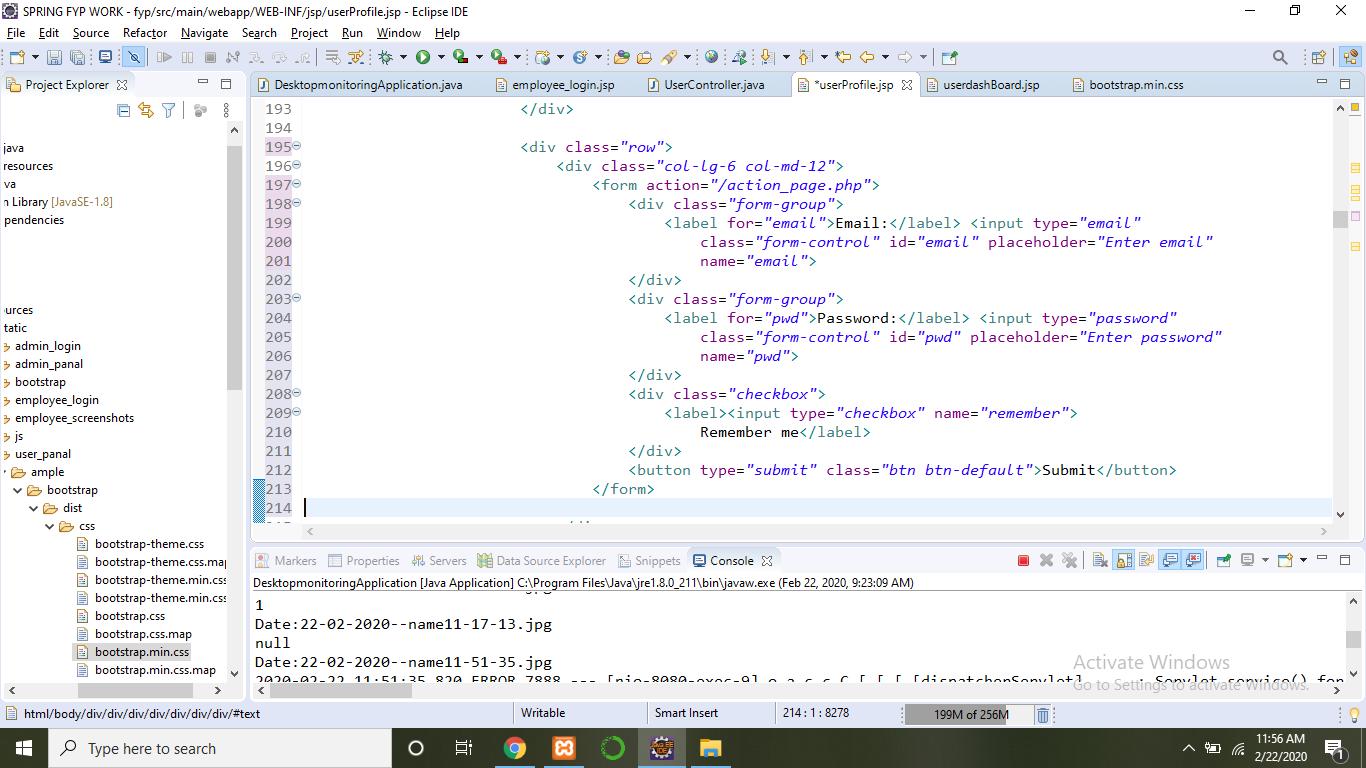 SPRING FYP WORK - fyp/src/main/webapp/WEB-INF/jsp/userProfile.jsp - Eclipse IDE
File Edit Source Refactor Navigate Search Project Run Window Help
Project Explorer
java
resources
va
n Library [JavaSE-1.8]
pendencies
urces
tatic
admin_login
admin_panal
bootstrap
employee_login
employee_screenshots
js
user_panal
ample
bootstrap
dist
css
bootstrap-theme.css
bootstrap-theme.css.map
bootstrap-theme.min.css
bootstrap-theme.min.css
bootstrap.css
bootstrap.css.map
bootstrap.min.css
bootstrap.min.css.map
DesktopmonitoringApplication.java employee_login.jsp UserController.java *userProfile.jsp userdashBoard.jsp bootstrap.min.css
193 </div>
194
195 <div class="row">
196 <div class="col-lg-6 col-md-12">
197 <form action="/action_page.php">
198 <div class="form-group">
199 <label for="email">Email:</label> <input type="email"
200 class="form-control" id="email" placeholder="Enter email"
201 name="email">
202 </div>
203 <div class="form-group">
204 <label for="pwd">Password:</label> <input type="password"
205 class="form-control" id="pwd" placeholder="Enter password"
206 name="pwd">
207 </div>
208 <div class="checkbox">
209 <label><input type="checkbox" name="remember">
210 Remember me</label>
211 </div>
212 <button type="submit" class="btn btn-default">Submit</button>
213 </form>
214
Markers Properties Servers Data Source Explorer Snippets Console
DesktopmonitoringApplication [Java Application] C:\Program Files\Java\jre1.8.0_211\bin\javaw.exe (Feb 22, 2020, 9:23:09 AM)
1
Date:22-02-2020--name11-17-13.jpg
null
Date:22-02-2020--name11-51-35.jpg
2020-02-22 11:51:35.820 ERROR 7888 --- [nio-8080-exec-9] o.a.c.c.C.[.[.[.[dispatcherServlet] : Servlet.service() for
Activate Windows
Go to Settings to activate Windows.
html/body/div/div/div/div/div/div/div/#text Writable Smart Insert 214 : 1 : 8278 199M of 256M
Type here to search
11:56 AM
2/22/2020
1